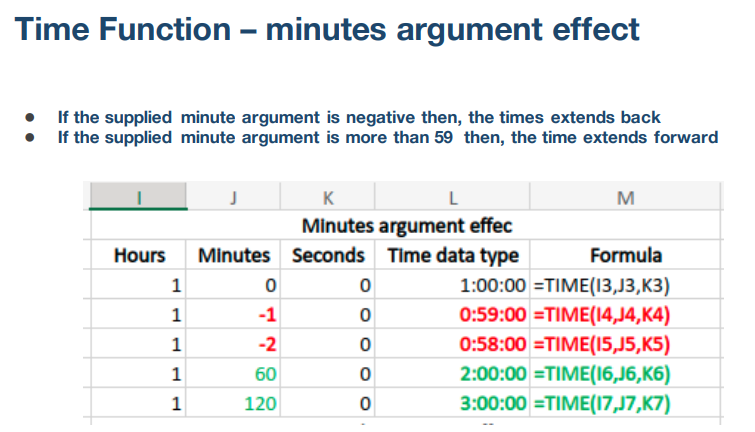 Time Function – minutes argument effect
● If the supplied minute argument is negative then, the times extends back
● If the supplied minute argument is more than 59 then, the time extends forward
I J K L M
Minutes argument effec
Hours Minutes Seconds Time data type Formula
1 0 0 1:00:00 =TIME(I3,J3,K3)
1 -1 0 0:59:00 =TIME(I4,J4,K4)
1 -2 0 0:58:00 =TIME(I5,J5,K5)
1 60 0 2:00:00 =TIME(I6,J6,K6)
1 120 0 3:00:00 =TIME(I7,J7,K7)